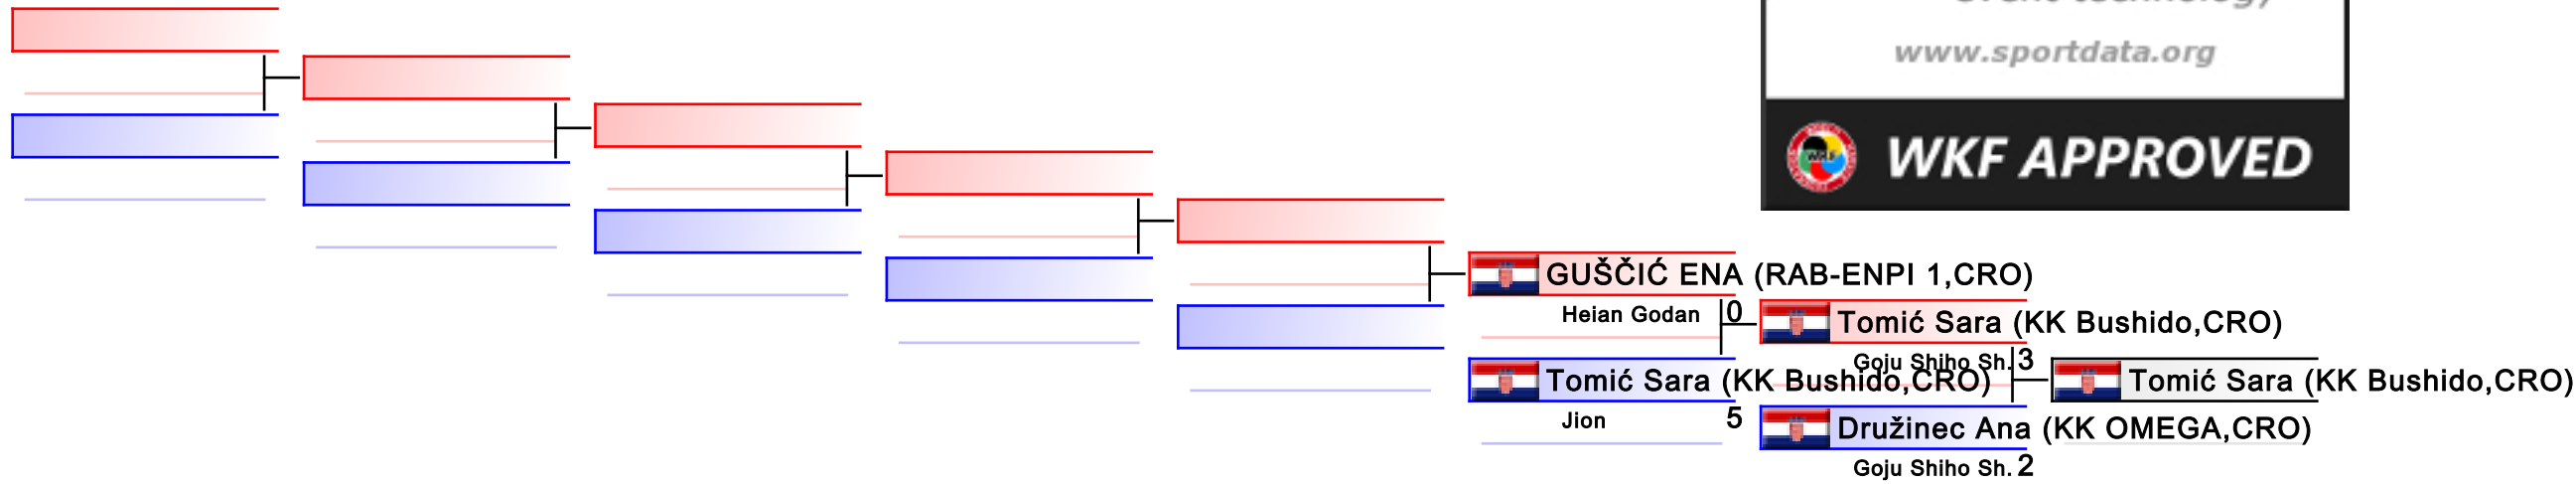 event technology
www.sportdata.org
WKF APPROVED
GUŠČIĆ ENA (RAB-ENPI 1,CRO)
Heian Godan 0
Tomić Sara (KK Bushido,CRO)
Goju Shiho Sh. 3
Tomić Sara (KK Bushido,CRO)
Jion 5
Tomić Sara (KK Bushido,CRO)
Družinec Ana (KK OMEGA,CRO)
Goju Shiho Sh. 2